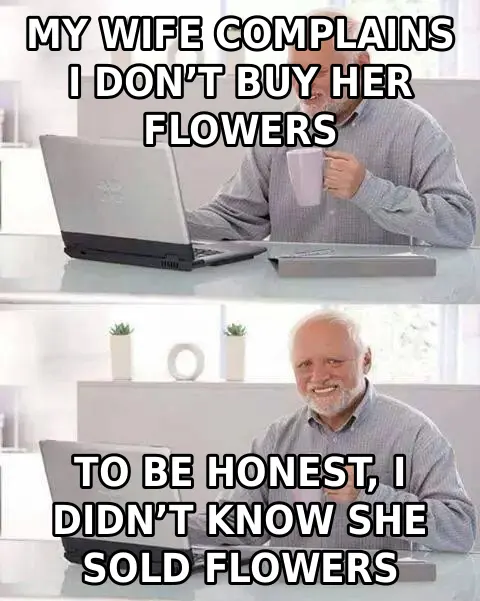 MY WIFE COMPLAINS
I DON’T BUY HER
FLOWERS
TO BE HONEST, I
DIDN’T KNOW SHE
SOLD FLOWERS